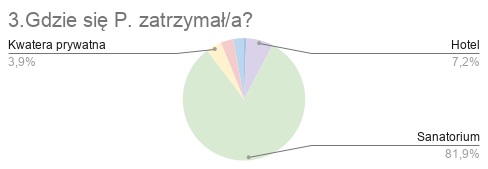 3.Gdzie się P. zatrzymał/a?
Kwatera prywatna
3,9%
Hotel
7,2%
Sanatorium
81,9%